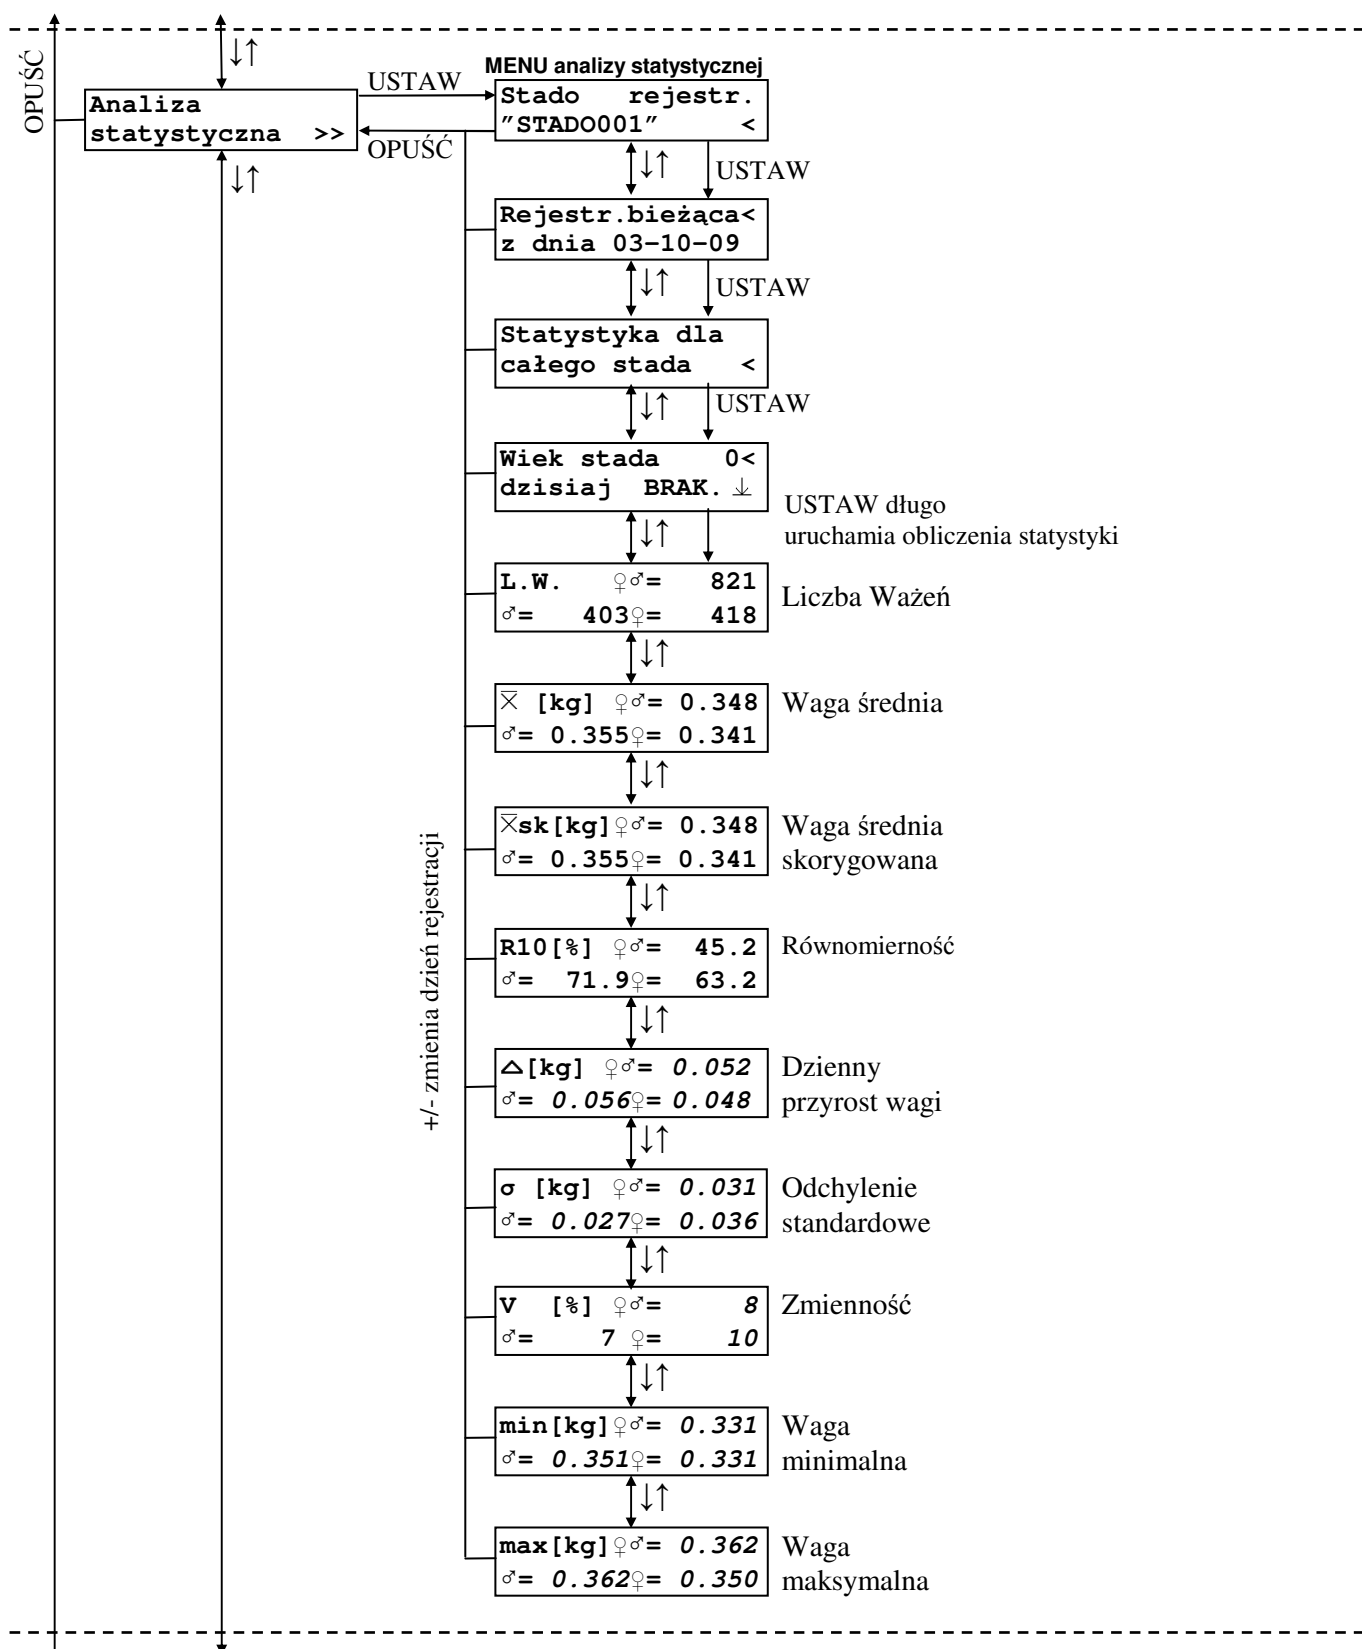 OPUŚĆ
↓↑
MENU analizy statystycznej
USTAW
Analiza
statystyczna >>
Stado rejestr.
"STADO001" <
OPUŚĆ
↓↑
↓↑
USTAW
Rejestr.bieżąca<
z dnia 03-10-09
↓↑
USTAW
Statystyka dla
całego stada <
↓↑
USTAW
Wiek stada 0<
dzisiaj BRAK. ↓
USTAW długo
uruchamia obliczenia statystyki
↓↑
L.W. ♀♂= 821
♂= 403♀= 418
Liczba Ważeń
↓↑
X̅ [kg] ♀♂= 0.348
♂= 0.355♀= 0.341
Waga średnia
↓↑
X̅sk[kg]♀♂= 0.348
♂= 0.355♀= 0.341
Waga średnia
skorygowana
↓↑
+/- zmienia dzień rejestracji
R10[%] ♀♂= 45.2
♂= 71.9♀= 63.2
Równomierność
↓↑
△[kg] ♀♂= 0.052
♂= 0.056♀= 0.048
Dzienny
przyrost wagi
↓↑
σ [kg] ♀♂= 0.031
♂= 0.027♀= 0.036
Odchylenie
standardowe
↓↑
V [%] ♀♂= 8
♂= 7 ♀= 10
Zmienność
↓↑
min[kg]♀♂= 0.331
♂= 0.351♀= 0.331
Waga
minimalna
↓↑
max[kg]♀♂= 0.362
♂= 0.362♀= 0.350
Waga
maksymalna